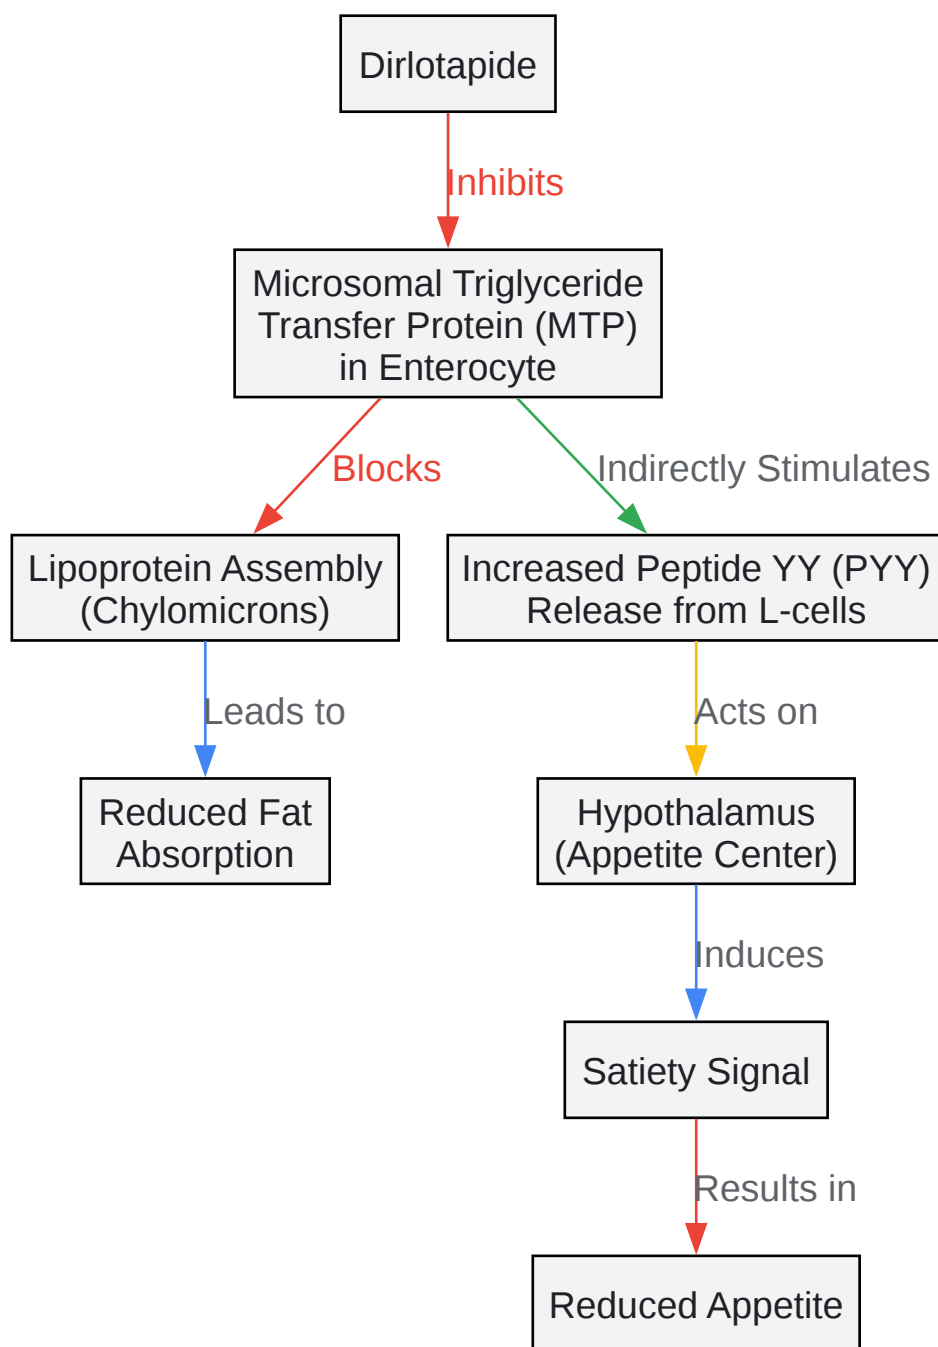 Dirlotapide
Inhibits
Microsomal Triglyceride
Transfer Protein (MTP)
in Enterocyte
Blocks
Indirectly Stimulates
Lipoprotein Assembly
(Chylomicrons)
Increased Peptide YY (PYY)
Release from L-cells
Leads to
Acts on
Reduced Fat
Absorption
Hypothalamus
(Appetite Center)
Induces
Satiety Signal
Results in
Reduced Appetite